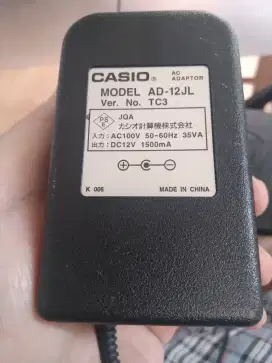 CASIO® AC ADAPTOR
MODEL AD-12JL
Ver. No. TC3
PS E JQA
カシオ計算機株式会社
入力：AC100V 50-60Hz 35VA
出力：DC12V 1500mA
K 006
MADE IN CHINA